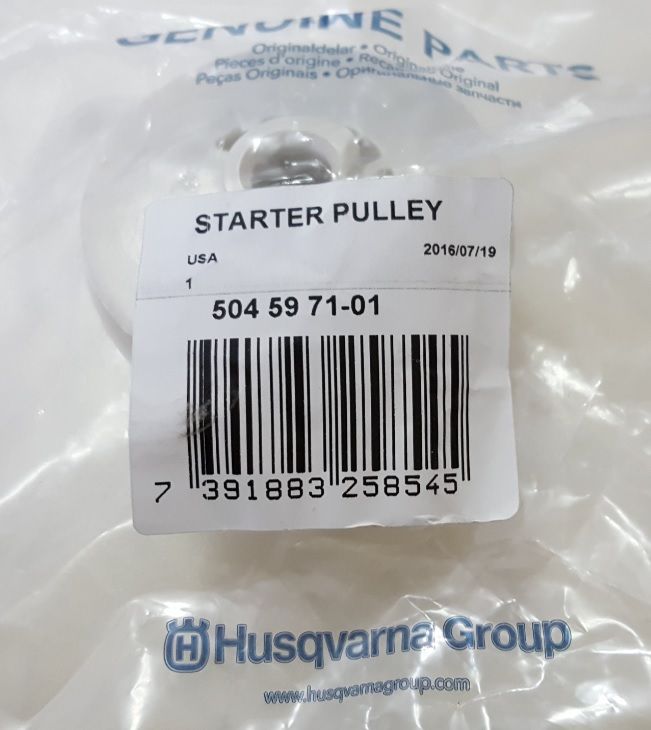 GENUINE PARTS
Originaldelar • Original
Pièces d'origine •
Peças Originais • Оригинальные запчасти
STARTER PULLEY
USA 2016/07/19
1
504 59 71-01
7 391883 258545
H Husqvarna Group
www.husqvarnagroup.com